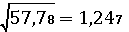 √57,78 = 1,247